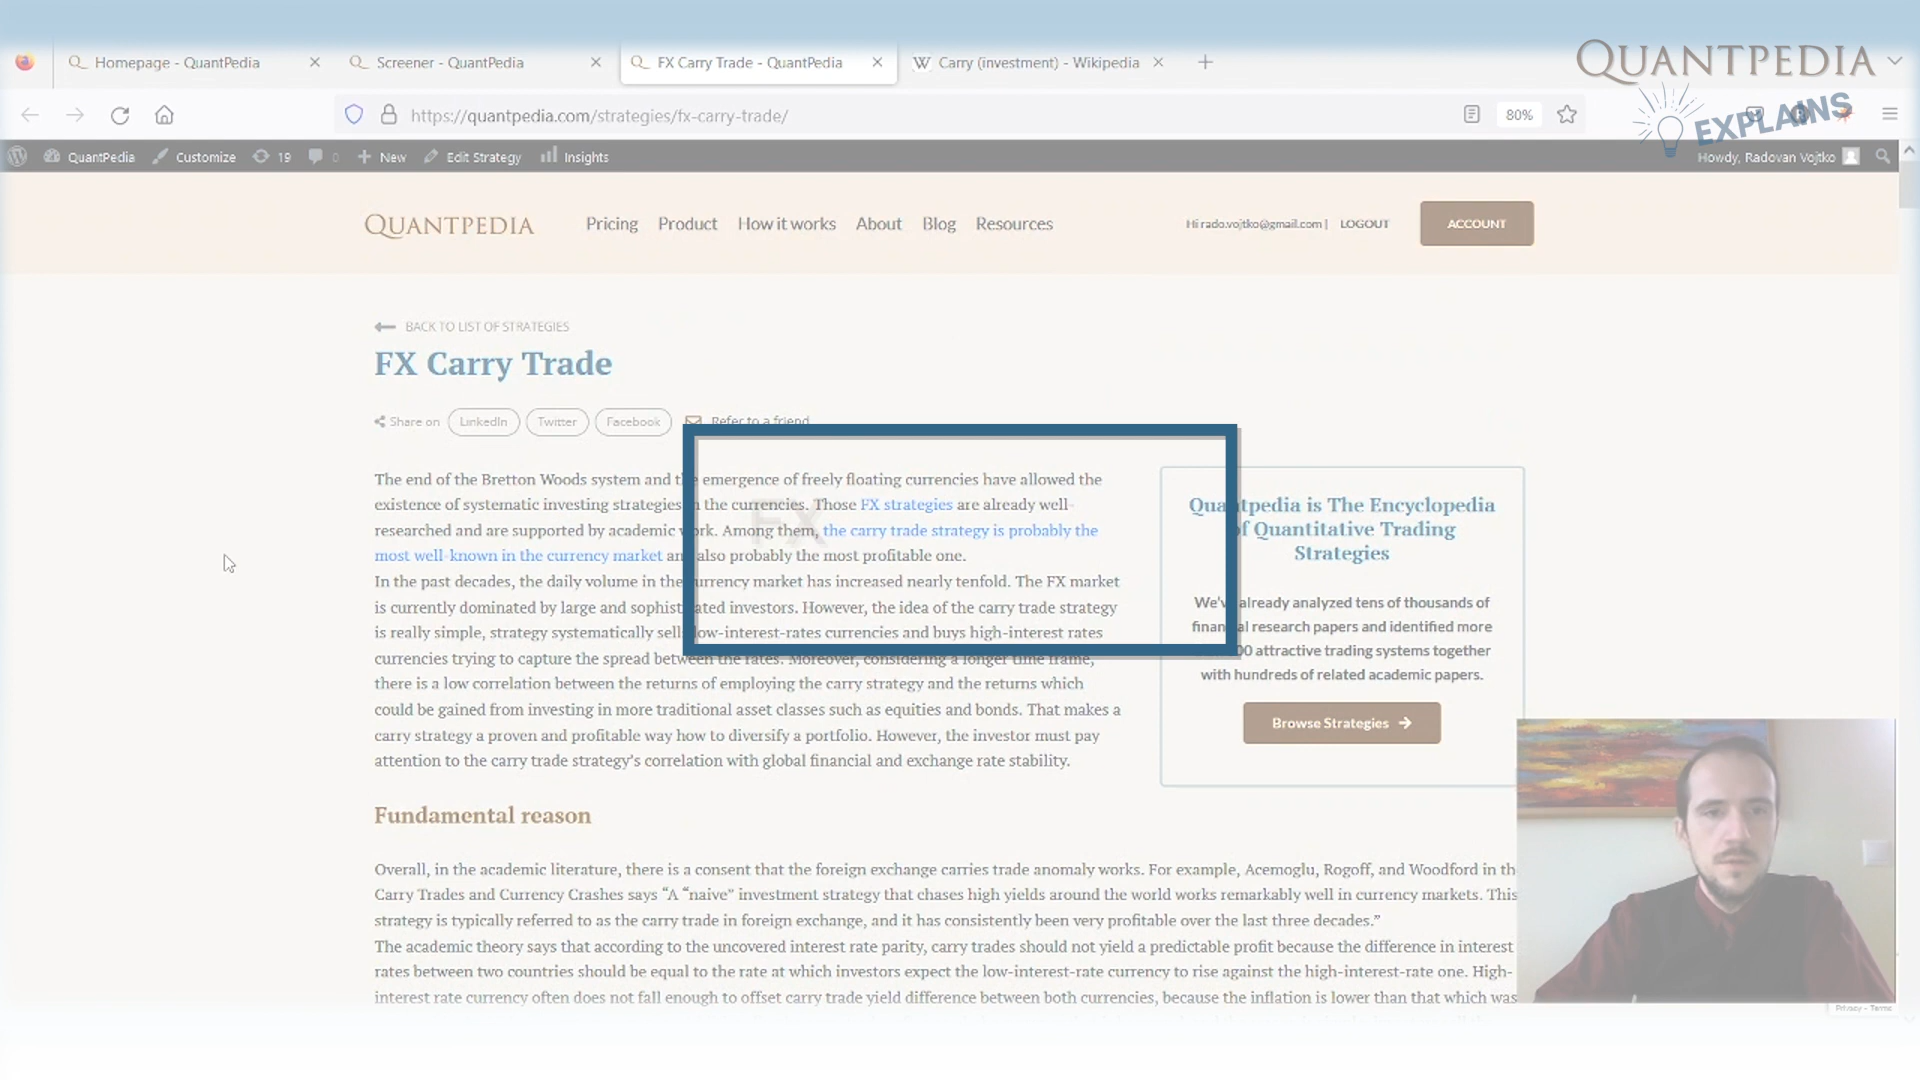 Homepage - QuantPedia
Screener - QuantPedia
FX Carry Trade - QuantPedia
Carry (investment) - Wikipedia
QUANTPEDIA
EXPLAINS
https://quantpedia.com/strategies/fx-carry-trade/
80%
QuantPedia
Customize
19
0
New
Edit Strategy
Insights
Howdy, Radovan Vojtko
QUANTPEDIA
Pricing
Product
How it works
About
Blog
Resources
Hi rado.vojtko@gmail.com |
LOGOUT
ACCOUNT
BACK TO LIST OF STRATEGIES
FX Carry Trade
Share on
LinkedIn
Twitter
Facebook
Refer to a friend
The end of the Bretton Woods system and the emergence of freely floating currencies have allowed the
existence of systematic investing strategies in the currencies. Those FX strategies are already well-
researched and are supported by academic work. Among them, the carry trade strategy is probably the
most well-known in the currency market and also probably the most profitable one.
In the past decades, the daily volume in the currency market has increased nearly tenfold. The FX market
is currently dominated by large and sophisticated investors. However, the idea of the carry trade strategy
is really simple, strategy systematically sells low-interest-rates currencies and buys high-interest rates
currencies trying to capture the spread between the rates. Moreover, considering a longer time frame,
there is a low correlation between the returns of employing the carry strategy and the returns which
could be gained from investing in more traditional asset classes such as equities and bonds. That makes a
carry strategy a proven and profitable way how to diversify a portfolio. However, the investor must pay
attention to the carry trade strategy's correlation with global financial and exchange rate stability.
FX
Quantpedia is The Encyclopedia
of Quantitative Trading
Strategies
We've already analyzed tens of thousands of
financial research papers and identified more
00 attractive trading systems together
with hundreds of related academic papers.
Browse Strategies
Fundamental reason
Overall, in the academic literature, there is a consent that the foreign exchange carries trade anomaly works. For example, Acemoglu, Rogoff, and Woodford in th
Carry Trades and Currency Crashes says “A “naive” investment strategy that chases high yields around the world works remarkably well in currency markets. This
strategy is typically referred to as the carry trade in foreign exchange, and it has consistently been very profitable over the last three decades.”
The academic theory says that according to the uncovered interest rate parity, carry trades should not yield a predictable profit because the difference in interest
rates between two countries should be equal to the rate at which investors expect the low-interest-rate currency to rise against the high-interest-rate one. High-
interest rate currency often does not fall enough to offset carry trade yield difference between both currencies, because the inflation is lower than that which was
Privacy - Terms